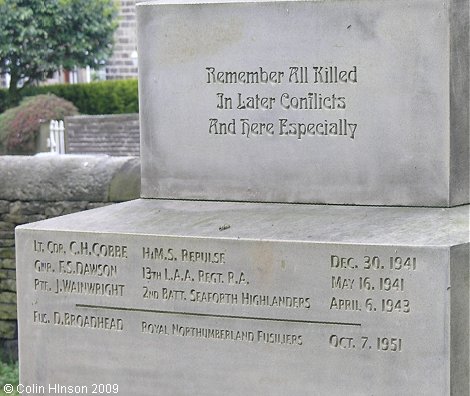 Remember All Killed
In Later Conflicts
And Here Especially
Lt. Cdr. C.H. Cobbe H.M.S. Repulse Dec. 30. 1941
Gnr. F.S. Dawson 13th L.A.A. Regt. R.A. May 16. 1941
Pte. J. Wainwright 2nd Batt. Seaforth Highlanders April 6. 1943
Fus. D. Broadhead Royal Northumberland Fusiliers Oct. 7. 1951
© Colin Hinson 2009